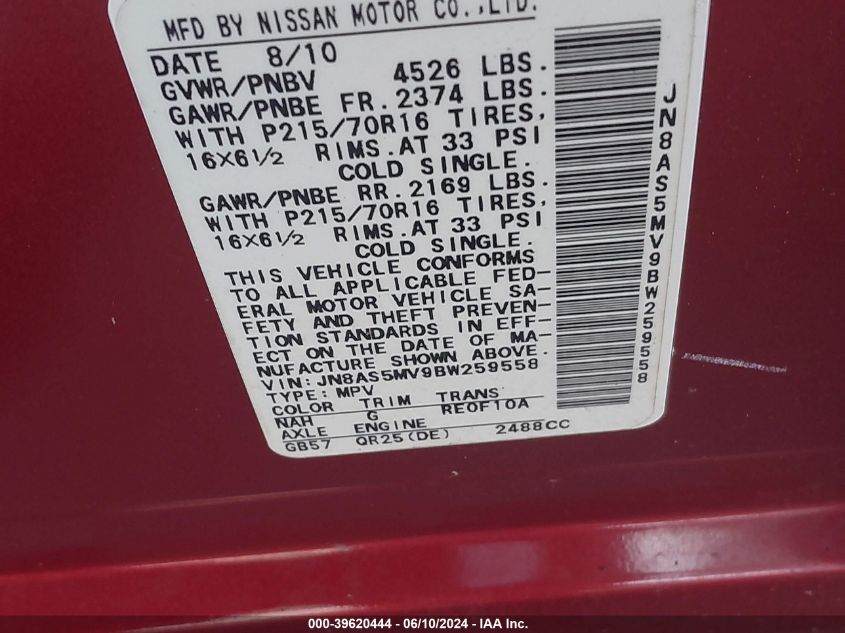 MFD BY NISSAN MOTOR CO.,LTD.
DATE 8/10
GVWR/PNBV 4526 LBS.
GAWR/PNBE FR. 2374 LBS.
WITH P215/70R16 TIRES,
16X6 1/2 RIMS. AT 33 PSI
COLD SINGLE.
GAWR/PNBE RR. 2169 LBS.
WITH P215/70R16 TIRES,
16X6 1/2 RIMS. AT 33 PSI
COLD SINGLE.
THIS VEHICLE CONFORMS
TO ALL APPLICABLE FED-
ERAL MOTOR VEHICLE SA-
FETY AND THEFT PREVEN-
TION STANDARDS IN EFF-
ECT ON THE DATE OF MA-
NUFACTURE SHOWN ABOVE.
VIN: JN8AS5MV9BW259558
TYPE: MPV
COLOR TRIM TRANS
NAH G RE0F10A
AXLE ENGINE
GB57 QR25(DE) 2488CC
JN8AS5MV9BW259558
000-39620444 - 06/10/2024 - IAA Inc.